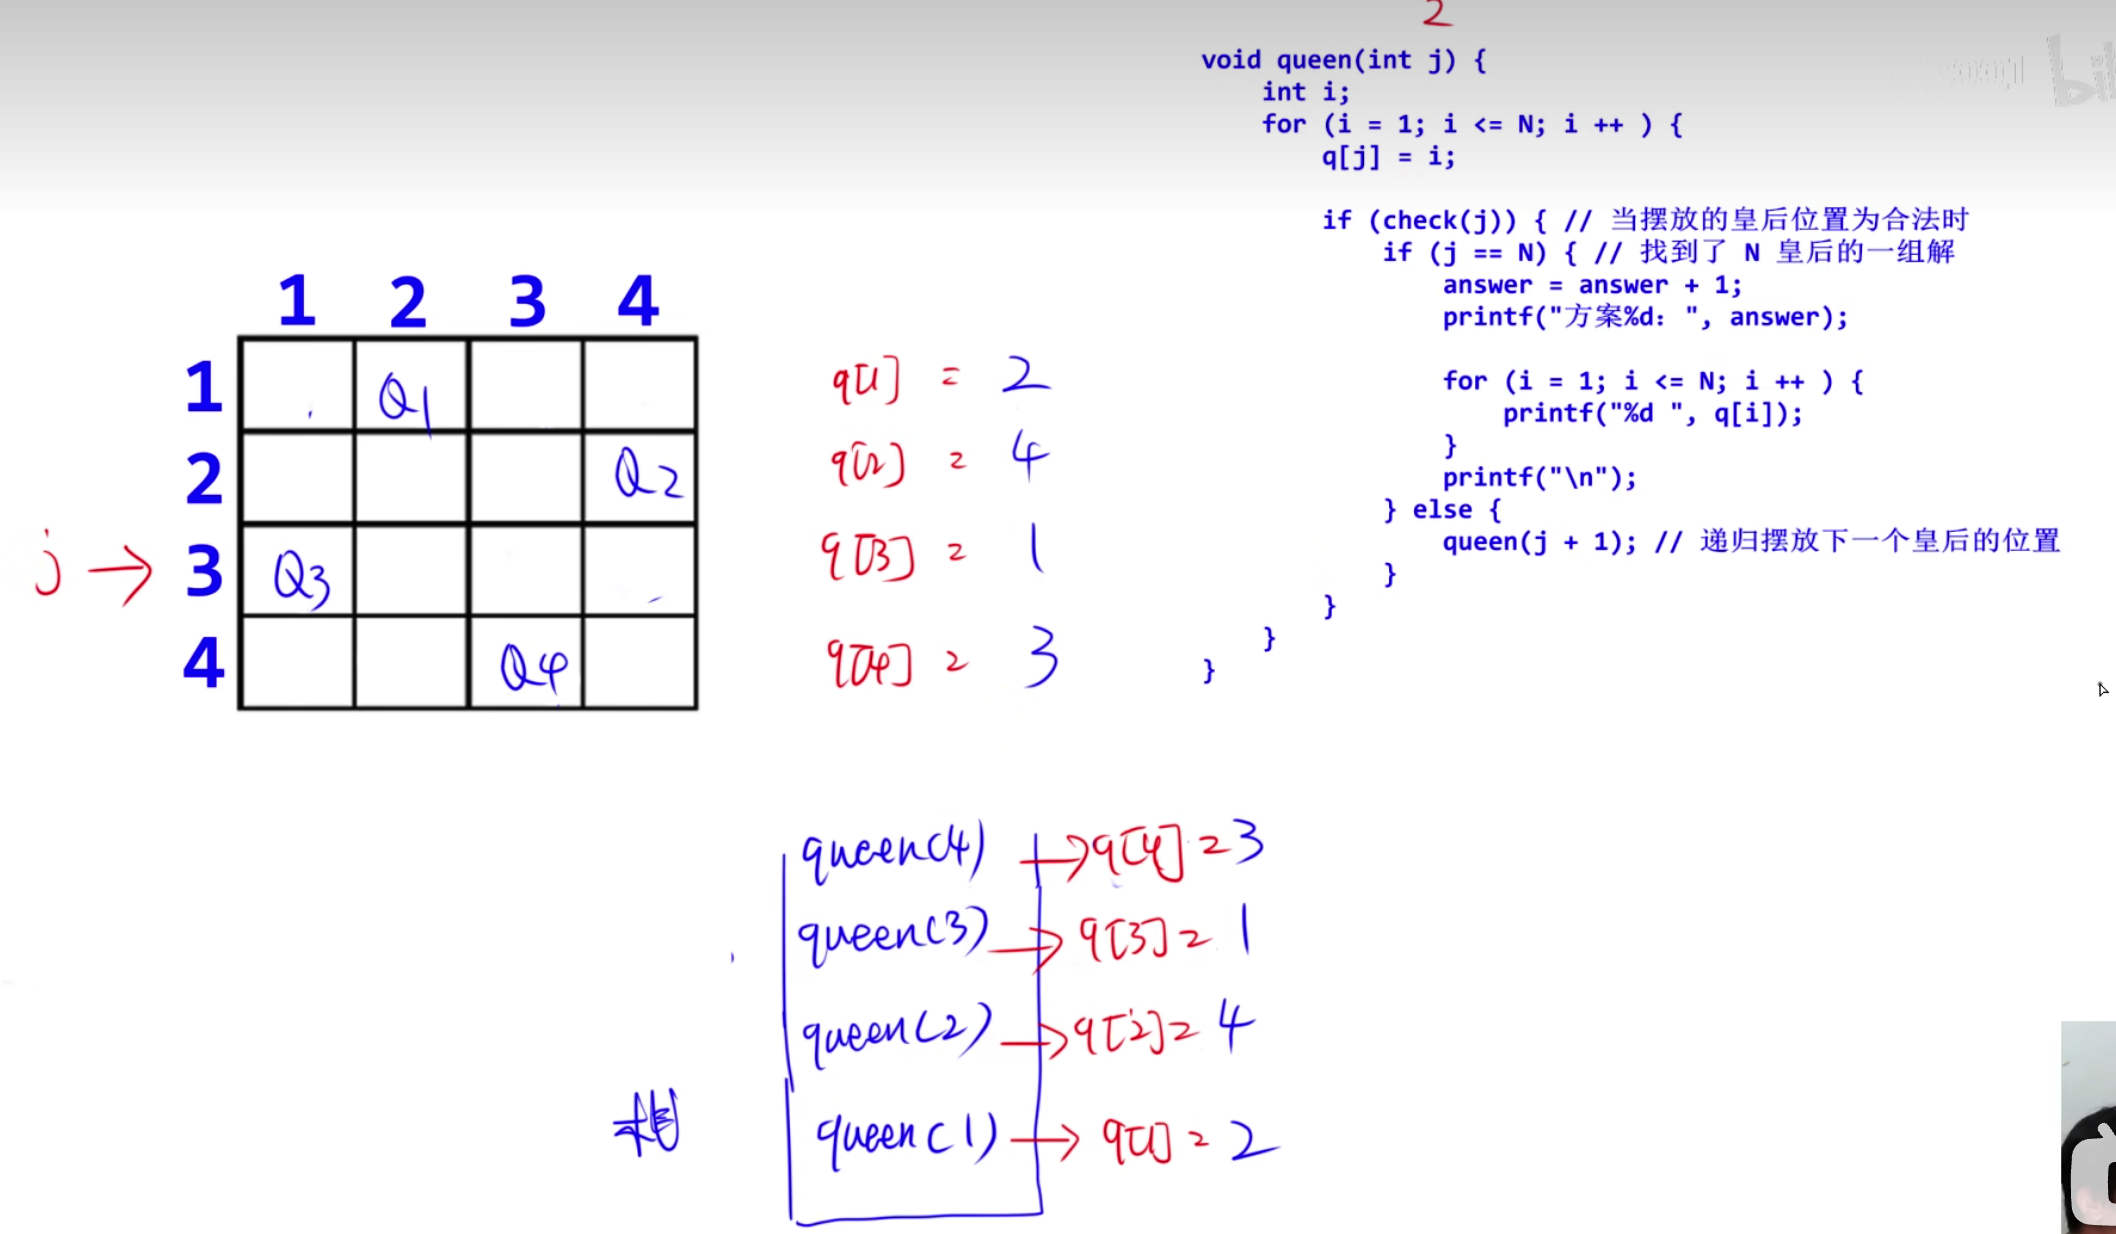 2
void queen(int j) {
int i;
for (i = 1; i <= N; i ++ ) {
q[j] = i;
if (check(j)) { // 当摆放的皇后位置为合法时
if (j == N) { // 找到了 N 皇后的一组解
answer = answer + 1;
printf("方案%d: ", answer);
for (i = 1; i <= N; i ++ ) {
printf("%d ", q[i]);
}
printf("\n");
} else {
queen(j + 1); // 递归摆放下一个皇后的位置
}
}
}
}
1 2 3 4
1 Q1
2 Q2
j → 3 Q3
4 Q4
q[1] = 2
q[2] = 4
q[3] = 1
q[4] = 3
queen(4) → q[4] = 3
queen(3) → q[3] = 1
queen(2) → q[2] = 4
queen(1) → q[1] = 2